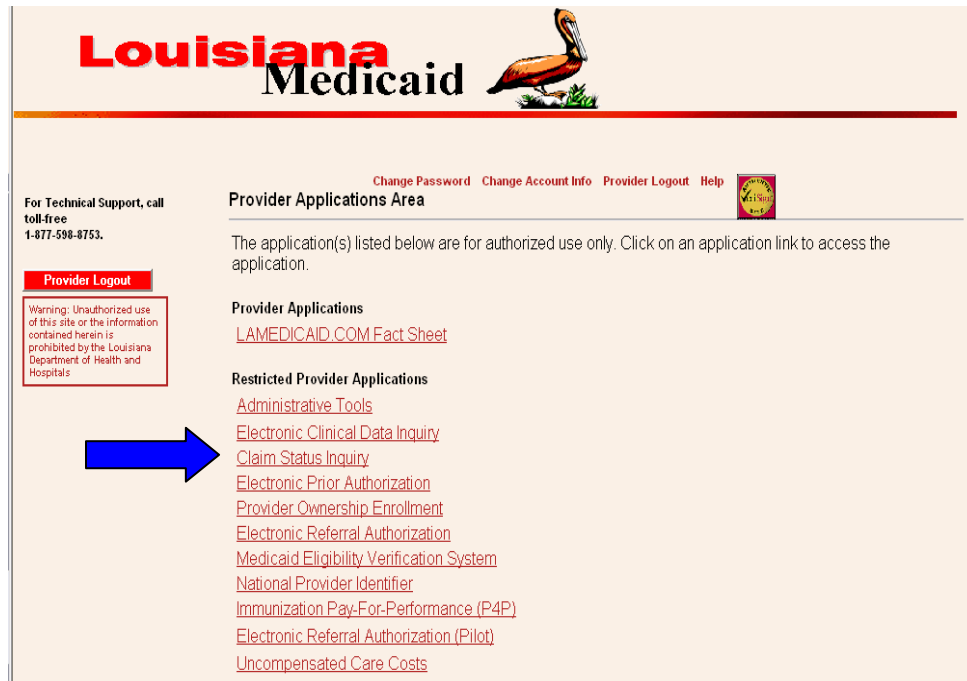 Louisiana
Medicaid
Change Password Change Account Info Provider Logout Help
Provider Applications Area
For Technical Support, call
toll-free
1-877-598-8753.
Provider Logout
Warning: Unauthorized use
of this site or the information
contained herein is
prohibited by the Louisiana
Department of Health and
Hospitals
The application(s) listed below are for authorized use only. Click on an application link to access the
application.
Provider Applications
LAMEDICAID.COM Fact Sheet
Restricted Provider Applications
Administrative Tools
Electronic Clinical Data Inquiry
Claim Status Inquiry
Electronic Prior Authorization
Provider Ownership Enrollment
Electronic Referral Authorization
Medicaid Eligibility Verification System
National Provider Identifier
Immunization Pay-For-Performance (P4P)
Electronic Referral Authorization (Pilot)
Uncompensated Care Costs